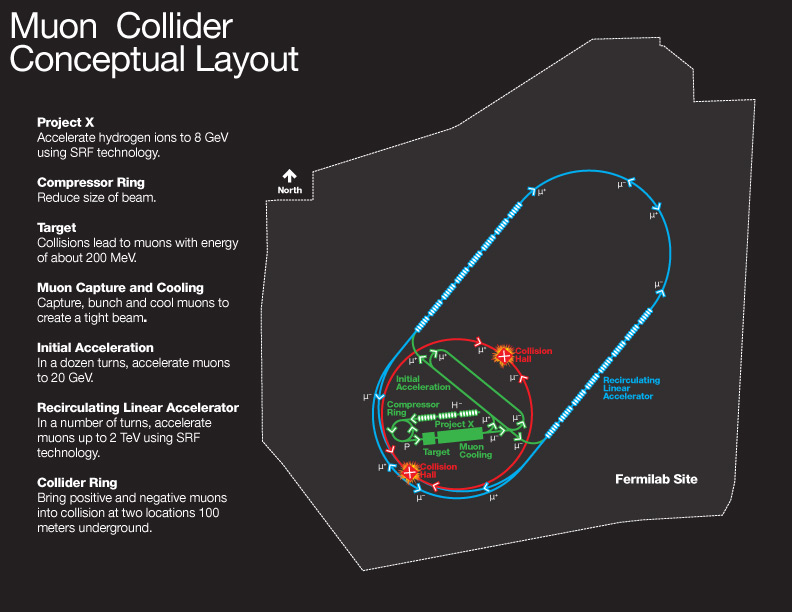 Muon Collider
Conceptual Layout
Project X
Accelerate hydrogen ions to 8 GeV
using SRF technology.
Compressor Ring
Reduce size of beam.
Target
Collisions lead to muons with energy
of about 200 MeV.
Muon Capture and Cooling
Capture, bunch and cool muons to
create a tight beam.
Initial Acceleration
In a dozen turns, accelerate muons
to 20 GeV.
Recirculating Linear Accelerator
In a number of turns, accelerate
muons up to 2 TeV using SRF
technology.
Collider Ring
Bring positive and negative muons
into collision at two locations 100
meters underground.
North
μ⁺
μ⁻
μ⁺
μ⁻
μ⁺
μ⁻
μ⁺
μ⁻
Collision
Hall
μ⁻
Initial
Acceleration
Recirculating
Linear
Accelerator
μ⁻
Compressor
Ring
H⁻
Project X
μ⁺
μ⁻
μ⁻
μ⁻
P
Target
Muon
Cooling
μ⁺
Collision
Hall
μ⁻
μ⁺
Fermilab Site